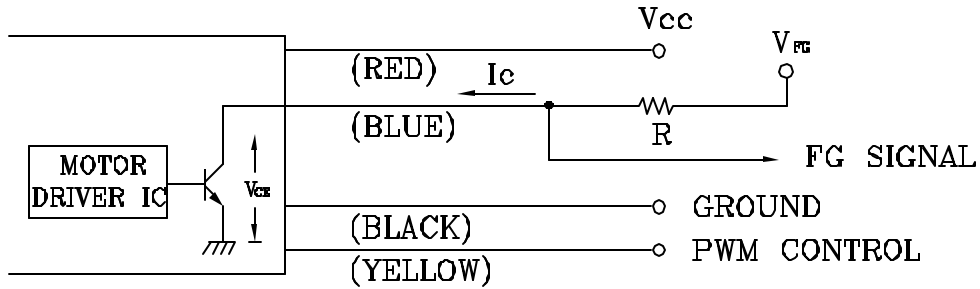 Vcc
VFG
(RED)
Ic
(BLUE)
R
FG SIGNAL
MOTOR
DRIVER IC
VCE
GROUND
(BLACK)
PWM CONTROL
(YELLOW)